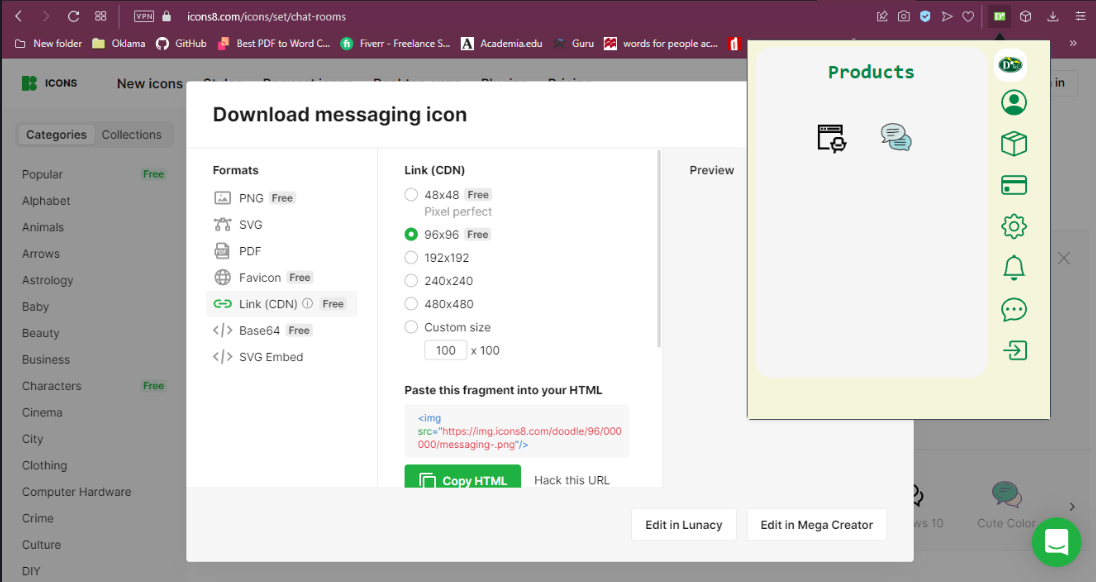 VPN
icons8.com/icons/set/chat-rooms
New folder
Oklama
GitHub
Best PDF to Word C...
Fiverr - Freelance S...
Academia.edu
Guru
words for people ac...
»
ICONS
New icons
in
Categories
Collections
Popular Free
Alphabet
Animals
Arrows
Astrology
Baby
Beauty
Business
Characters Free
Cinema
City
Clothing
Computer Hardware
Crime
Culture
DIY
Download messaging icon
Formats
PNG Free
SVG
PDF
Favicon Free
Link (CDN) Free
</> Base64 Free
</> SVG Embed
Link (CDN)
48x48 Free
Pixel perfect
96x96 Free
192x192
240x240
480x480
Custom size
100 x 100
Paste this fragment into your HTML
<img
src="https://img.icons8.com/doodle/96/000
000/messaging-.png"/>
Copy HTML
Hack this URL
Preview
Edit in Lunacy
Edit in Mega Creator
Products
ws 10
Cute Color